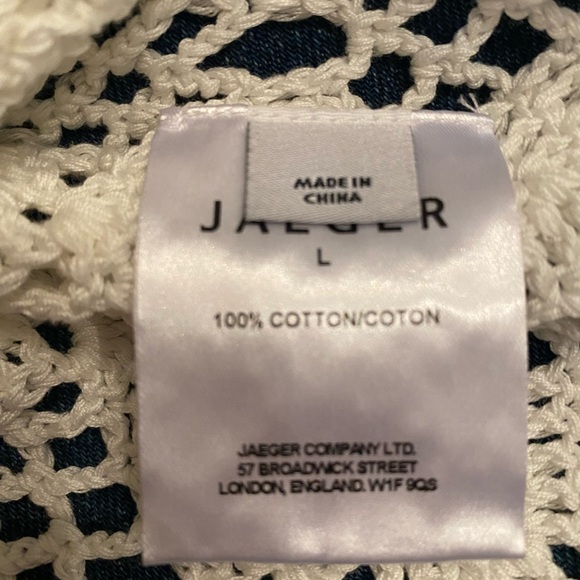 MADE IN
CHINA
JAEGER
L
100% COTTON/COTON
JAEGER COMPANY LTD.
57 BROADWICK STREET
LONDON, ENGLAND. W1F 9QS